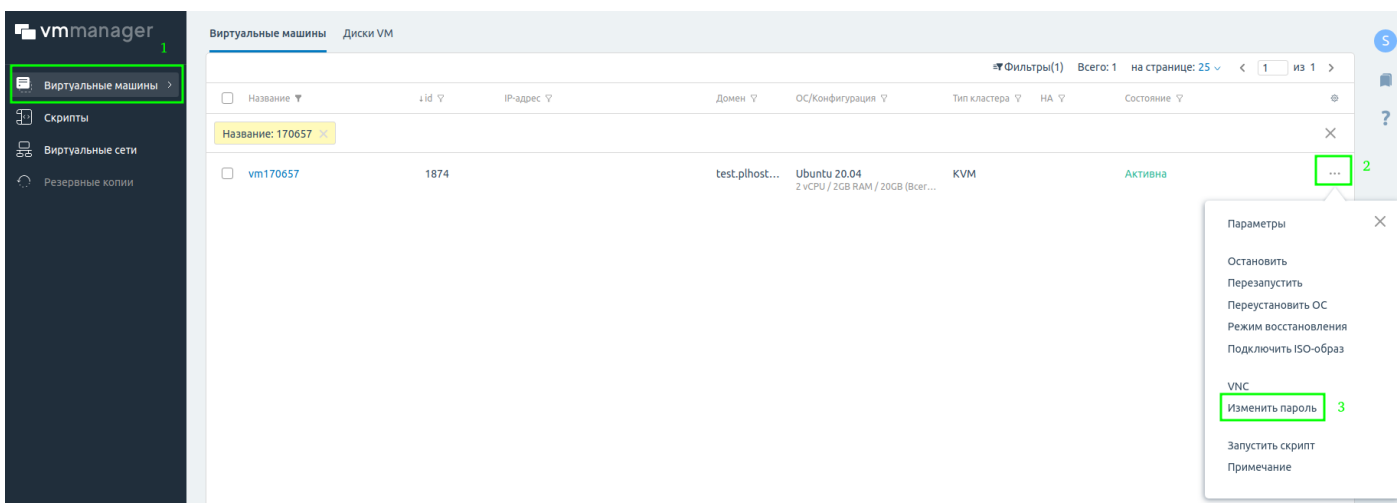 vmmanager
1
Виртуальные машины
Скрипты
Виртуальные сети
Резервные копии
Виртуальные машины Диски VM
Фильтры(1) Всего: 1 на странице: 25 1 из 1
Название id IP-адрес Домен ОС/Конфигурация Тип кластера HA Состояние
Название: 170657
vm170657 1874 test.plhost... Ubuntu 20.04 KVM Активна ... 2
2 vCPU / 2GB RAM / 20GB (Всег...
Параметры
Остановить
Перезапустить
Переустановить ОС
Режим восстановления
Подключить ISO-образ
VNC
Изменить пароль 3
Запустить скрипт
Примечание
S
?